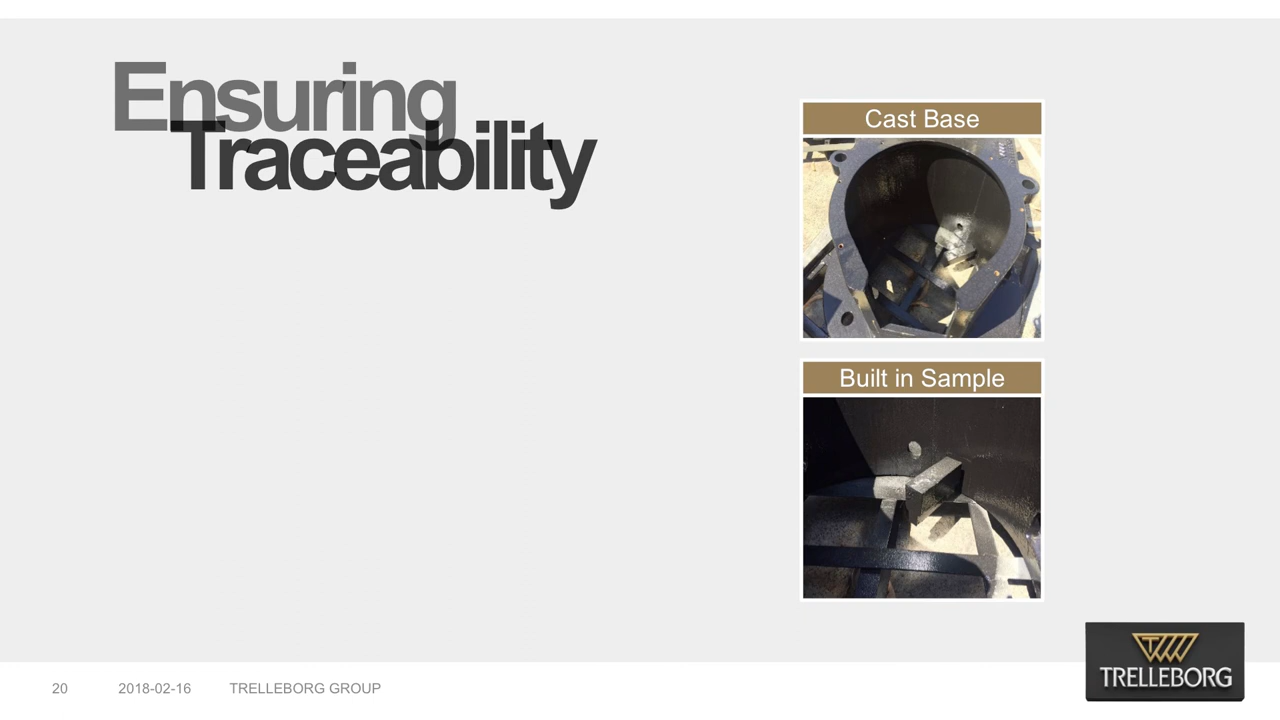 Ensuring
Traceability
Cast Base
Built in Sample
20 2018-02-16 TRELLEBORG GROUP
TRELLEBORG